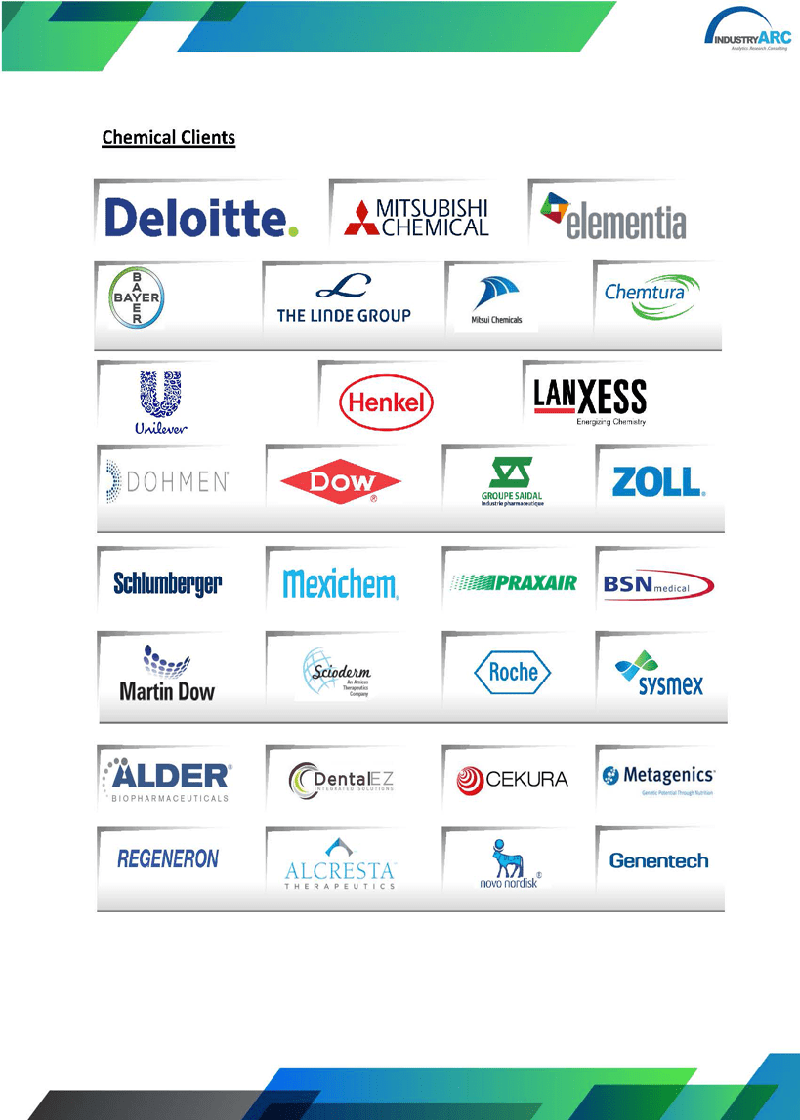 INDUSTRYARC
Analytics. Research. Consulting
Chemical Clients
Deloitte.
MITSUBISHI
CHEMICAL
elementia
BAYER
BAYER
THE LINDE GROUP
Mitsui Chemicals
Chemtura
Unilever
Henkel
LANXESS
Energizing Chemistry
DOHMEN
DOW®
GROUPE SAIDAL
Industrie pharmaceutique
ZOLL®
Schlumberger
Mexichem®
PRAXAIR
BSN medical
Martin Dow
Scioderm
An Amicus
Therapeutics
Company
Roche
sysmex
ALDER®
BIOPHARMACEUTICALS
DentalEZ
INTEGRATED SOLUTIONS
CEKURA
Metagenics
Genetic Potential Through Nutrition
REGENERON
ALCRESTA™
THERAPEUTICS
novo nordisk®
Genentech